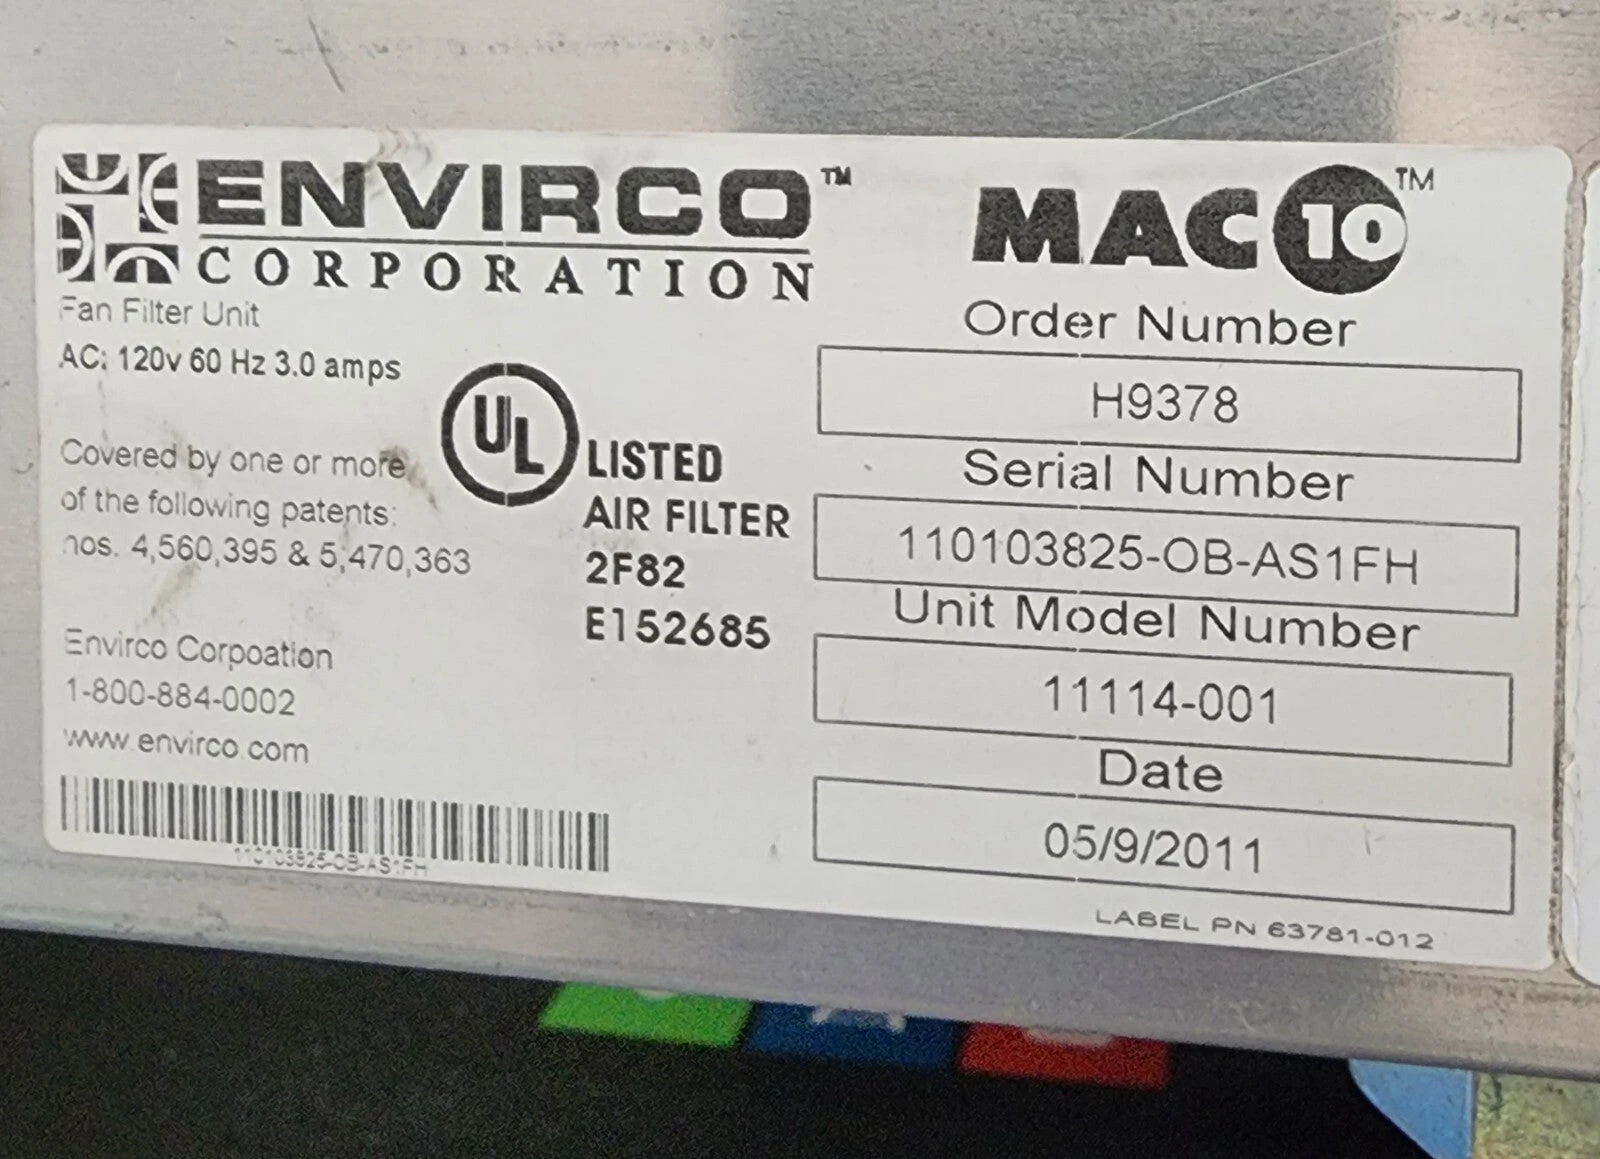 ENVIRCO™
CORPORATION
Fan Filter Unit
AC: 120v 60 Hz 3.0 amps
Covered by one or more
of the following patents:
nos. 4,560,395 & 5,470,363
Envirco Corpoation
1-800-884-0002
www.envirco.com
110103825-OB-AS1FH
UL
LISTED
AIR FILTER
2F82
E152685
MAC 10™
Order Number
H9378
Serial Number
110103825-OB-AS1FH
Unit Model Number
11114-001
Date
05/9/2011
LABEL PN 63781-012